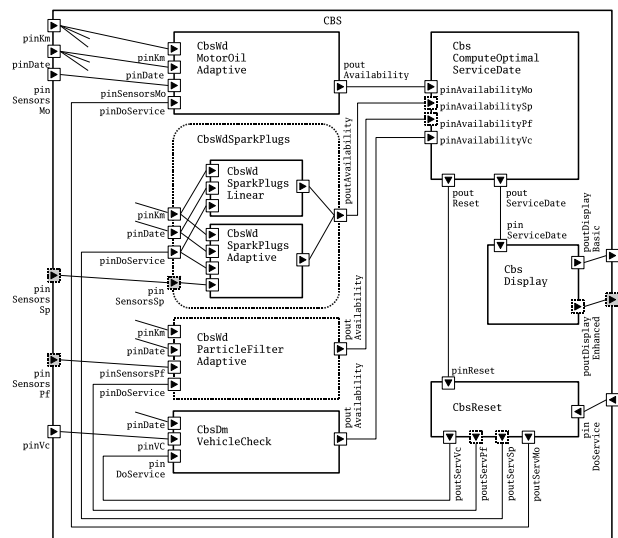 CBS
pinKm
pinDate
pin
Sensors
Mo
CbsWd
MotorOil
Adaptive
pinKm
pinDate
pinSensorsMo
pinDoService
pout
Availability
Cbs
ComputeOptimal
ServiceDate
pinAvailabilityMo
pinAvailabilitySp
pinAvailabilityPf
pinAvailabilityVc
pout
Reset
pout
ServiceDate
CbsWdSparkPlugs
CbsWd
SparkPlugs
Linear
CbsWd
SparkPlugs
Adaptive
pinKm
pinDate
pinDoService
pin
SensorsSp
poutAvailability
pin
Sensors
Sp
pin
ServiceDate
Cbs
Display
poutDisplay
Basic
poutDisplay
Enhanced
CbsWd
ParticleFilter
Adaptive
pinKm
pinDate
pinSensorsPf
pinDoService
pout
Availability
pin
Sensors
Pf
pinReset
CbsReset
pin
DoService
pinVc
CbsDm
VehicleCheck
pinDate
pinVC
pin
DoService
pout
Availability
poutServVc
poutServPf
poutServSp
poutServMo